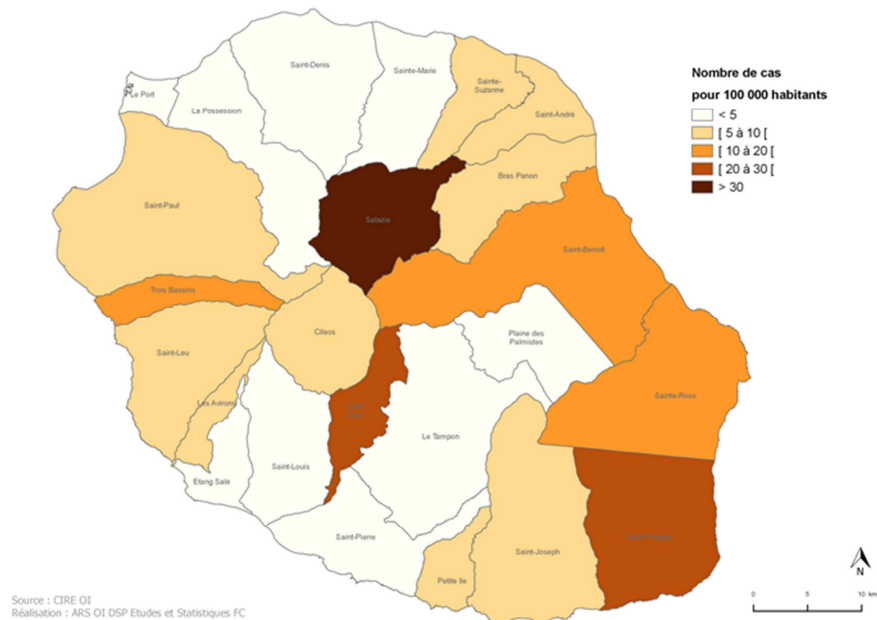 Nombre de cas
pour 100 000 habitants
< 5
[ 5 à 10 [
[ 10 à 20 [
[ 20 à 30 [
> 30
Saint-Denis
Sainte-Marie
Sainte-
Suzanne
Le Port
La Possession
Saint-André
Bras Panon
Saint-Paul
Salazie
Saint-Benoît
Trois Bassins
Cilaos
Plaine des
Palmistes
Saint-Leu
Sainte-Rose
Les Avirons
Le Tampon
Saint-Louis
Etang Salé
Saint-Pierre
Saint-Joseph
Petite Ile
N
0 5 10 km
Source : CIRE OI
Réalisation : ARS OI DSP Etudes et Statistiques FC